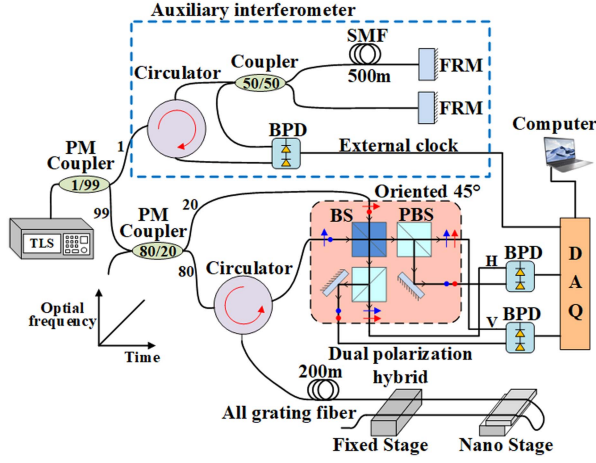 Auxiliary interferometer
SMF
Coupler
50/50
500m
FRM
Circulator
FRM
BPD
1
PM
Coupler
1/99
External clock
Computer
99
TLS
PM
Coupler
80/20
20
80
Oriented 45°
BS
PBS
Circulator
H
BPD
V
BPD
DAQ
Optial
frequency
Time
Dual polarization
hybrid
200m
All grating fiber
Fixed Stage
Nano Stage